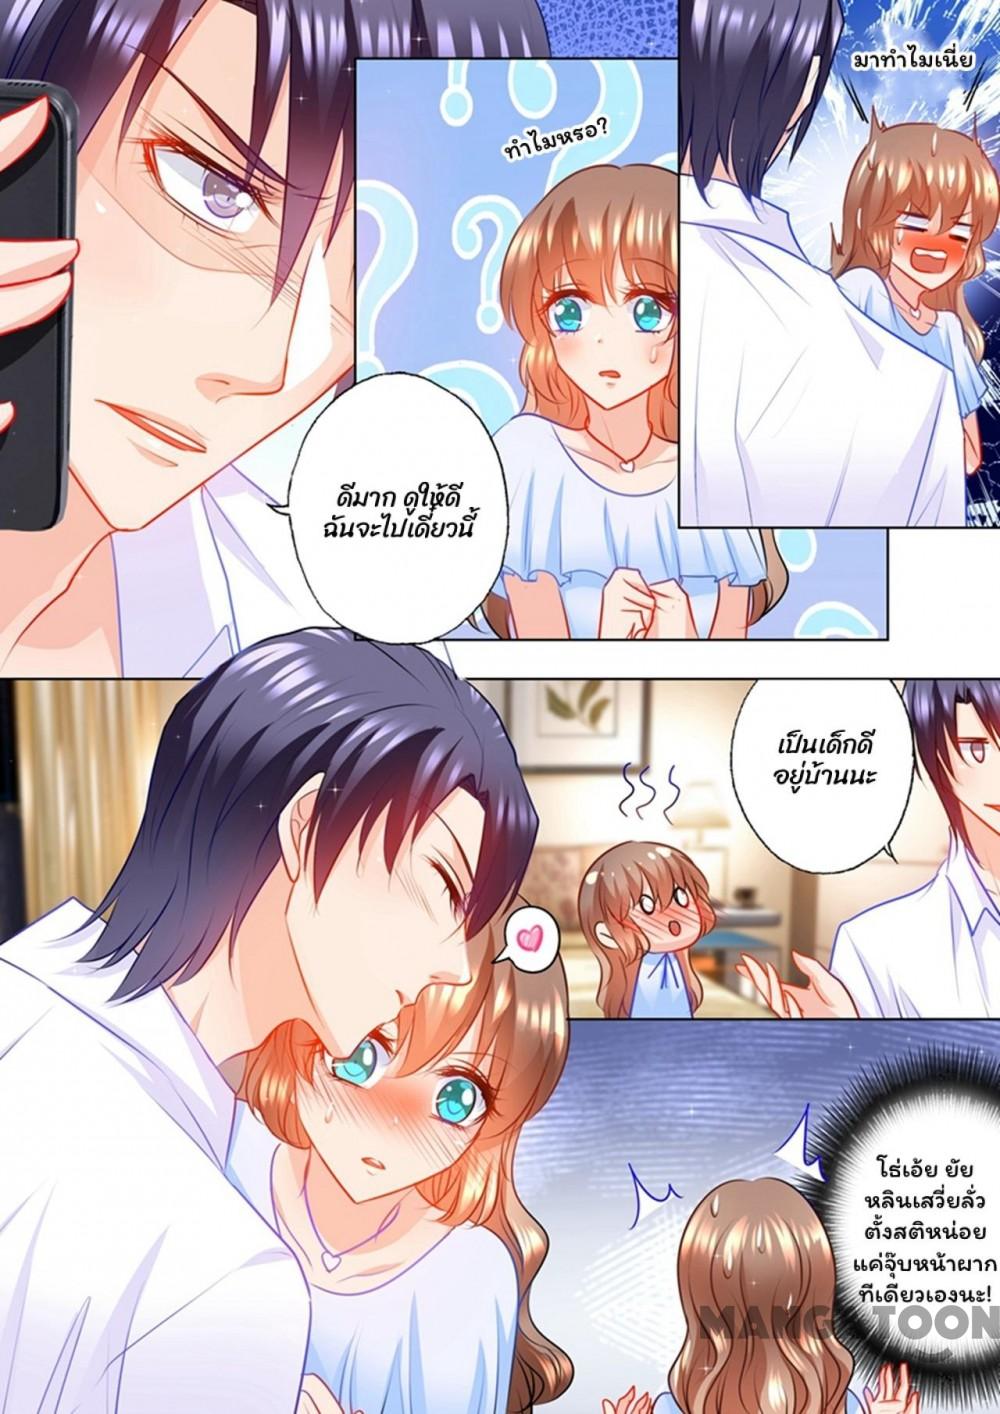 มาทำไมเนี่ย
ทำไมหรอ?
ดีมาก ดูให้ดี
ฉันจะไปเดี๋ยวนี้
เป็นเด็กดี
อยู่บ้านนะ
โธ่เอ้ย ยัย
หลินเสวี่ยลั่ว
ตั้งสติหน่อย
แค่จุ๊บหน้าผาก
ทีเดียวเองนะ!
MANGATOON